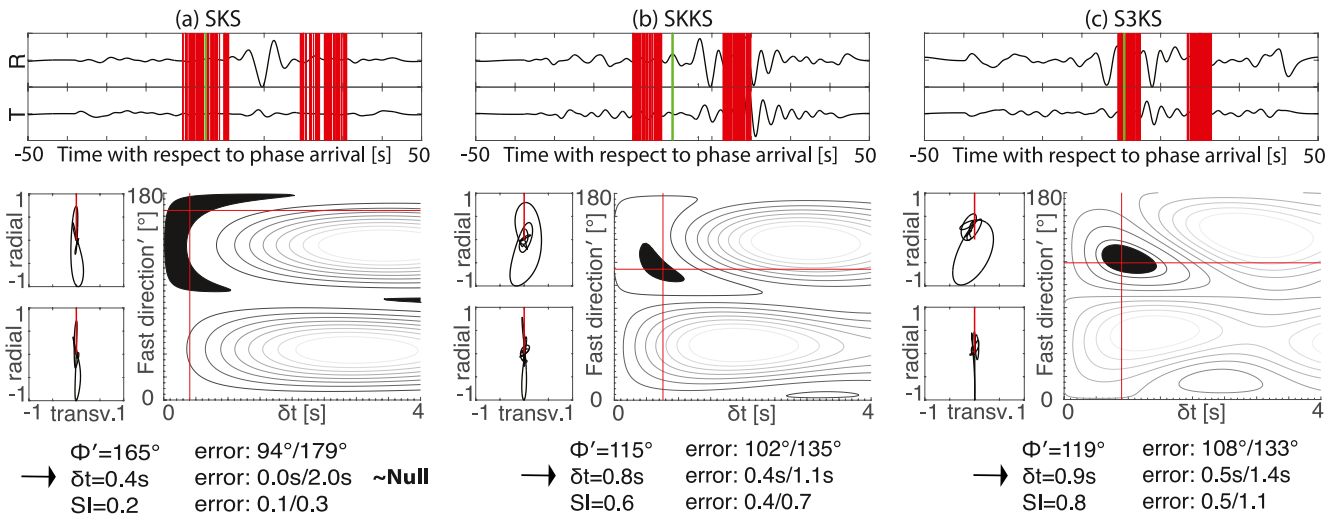 (a) SKS
R
T
-50 Time with respect to phase arrival [s] 50
1
radial
-1
1
radial
-1
-1 transv. 1
180
Fast direction′ [°]
0
0 δt [s] 4
Φ′=165° error: 94°/179°
δt=0.4s error: 0.0s/2.0s ~Null
SI=0.2 error: 0.1/0.3
(b) SKKS
-50 Time with respect to phase arrival [s] 50
1
radial
-1
1
radial
-1
-1 transv. 1
180
Fast direction′ [°]
0
0 δt [s] 4
Φ′=115° error: 102°/135°
δt=0.8s error: 0.4s/1.1s
SI=0.6 error: 0.4/0.7
(c) S3KS
-50 Time with respect to phase arrival [s] 50
1
radial
-1
1
radial
-1
-1 transv. 1
180
Fast direction′ [°]
0
0 δt [s] 4
Φ′=119° error: 108°/133°
δt=0.9s error: 0.5s/1.4s
SI=0.8 error: 0.5/1.1